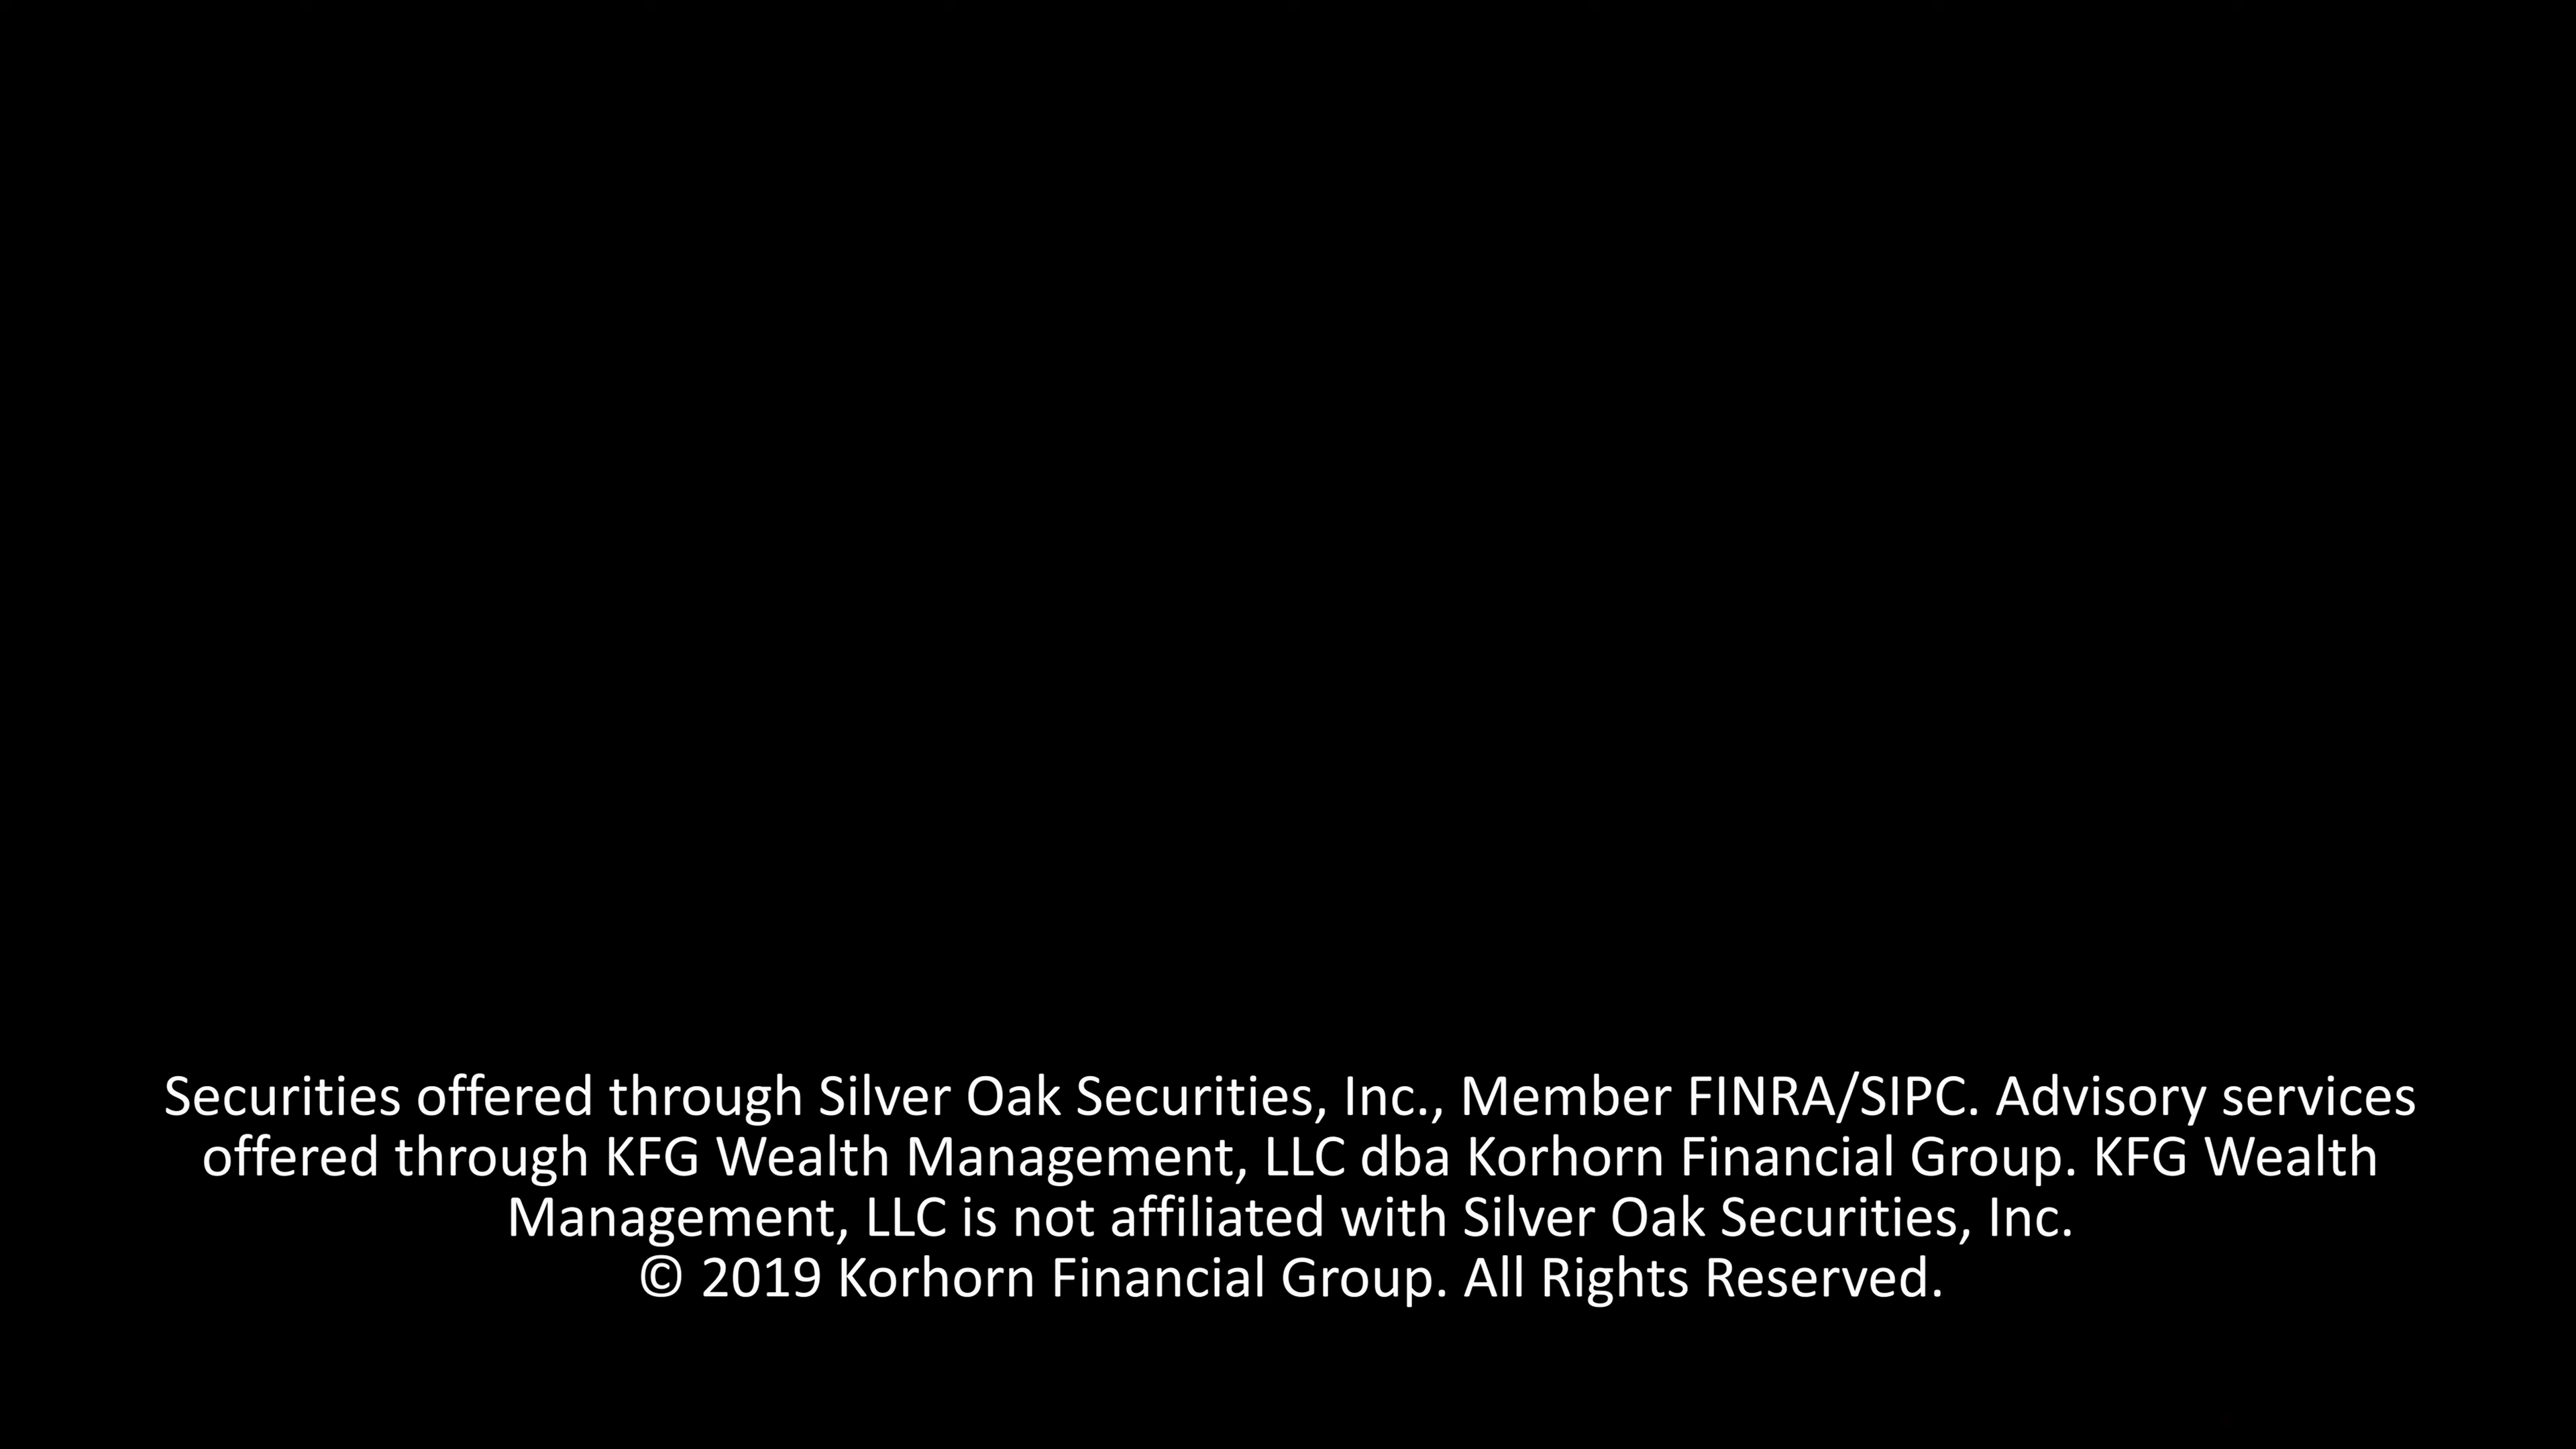 Securities offered through Silver Oak Securities, Inc., Member FINRA/SIPC. Advisory services
offered through KFG Wealth Management, LLC dba Korhorn Financial Group. KFG Wealth
Management, LLC is not affiliated with Silver Oak Securities, Inc.
© 2019 Korhorn Financial Group. All Rights Reserved.